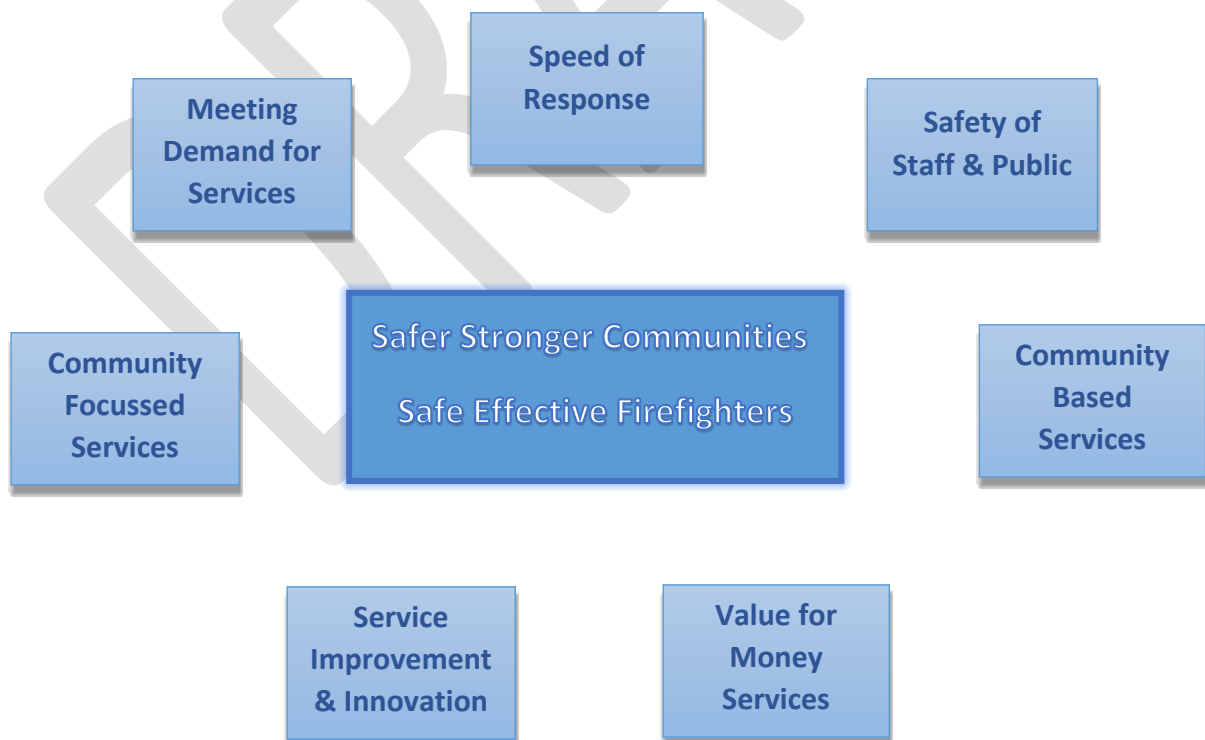 Speed of
Response
Meeting
Demand for
Services
Safety of
Staff & Public
Safer Stronger Communities
Safe Effective Firefighters
Community
Focussed
Services
Community
Based
Services
Service
Improvement
& Innovation
Value for
Money
Services